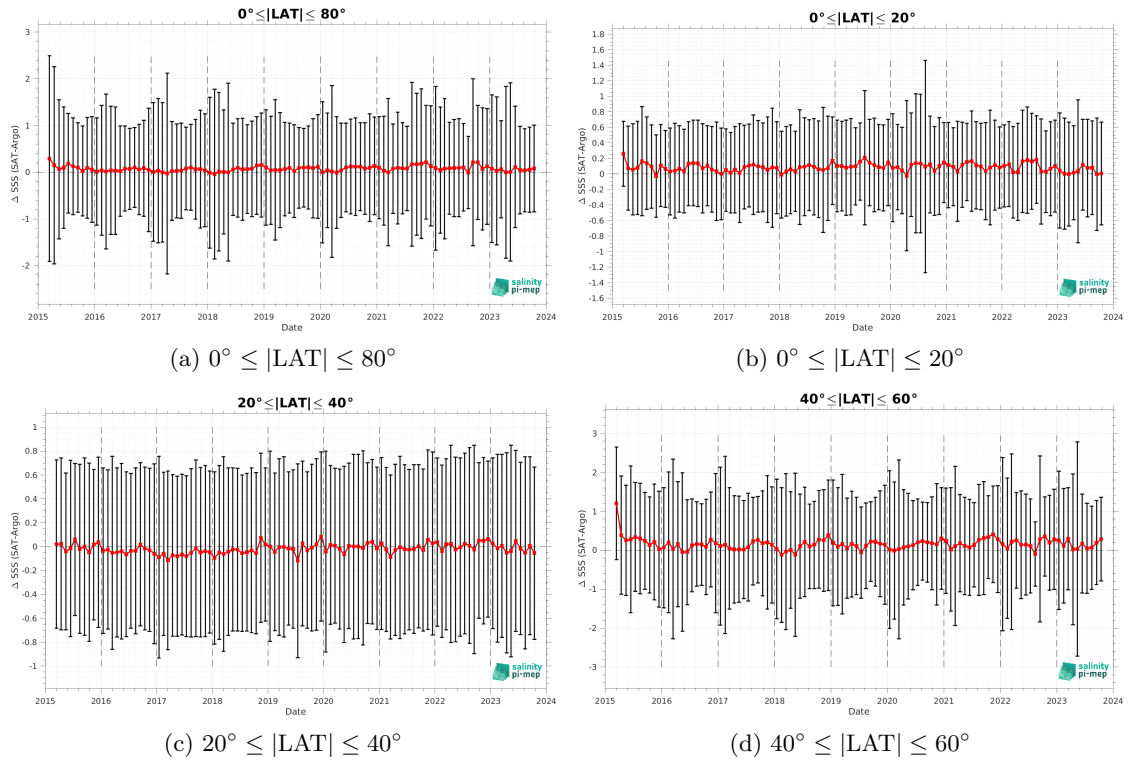 0°≤|LAT|≤ 80°
3
2
1
0
-1
-2
Δ SSS (SAT-Argo)
2015 2016 2017 2018 2019 2020 2021 2022 2023 2024
Date
salinity
pi-mep
(a) 0° ≤ |LAT| ≤ 80°
0°≤|LAT|≤ 20°
1.8
1.6
1.4
1.2
1
0.8
0.6
0.4
0.2
0
-0.2
-0.4
-0.6
-0.8
-1
-1.2
-1.4
-1.6
Δ SSS (SAT-Argo)
2015 2016 2017 2018 2019 2020 2021 2022 2023 2024
Date
salinity
pi-mep
(b) 0° ≤ |LAT| ≤ 20°
20°≤|LAT|≤ 40°
1
0.8
0.6
0.4
0.2
0
-0.2
-0.4
-0.6
-0.8
-1
Δ SSS (SAT-Argo)
2015 2016 2017 2018 2019 2020 2021 2022 2023 2024
Date
salinity
pi-mep
(c) 20° ≤ |LAT| ≤ 40°
40°≤|LAT|≤ 60°
3
2
1
0
-1
-2
-3
Δ SSS (SAT-Argo)
2015 2016 2017 2018 2019 2020 2021 2022 2023 2024
Date
salinity
pi-mep
(d) 40° ≤ |LAT| ≤ 60°